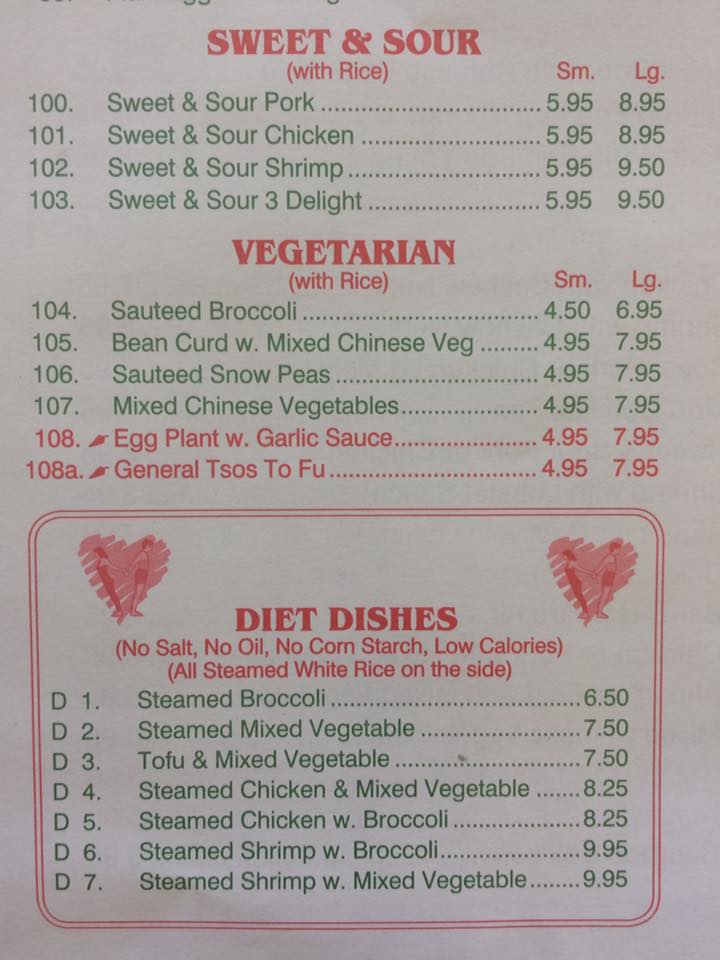 SWEET & SOUR
(with Rice) Sm. Lg.
100. Sweet & Sour Pork 5.95 8.95
101. Sweet & Sour Chicken 5.95 8.95
102. Sweet & Sour Shrimp 5.95 9.50
103. Sweet & Sour 3 Delight 5.95 9.50
VEGETARIAN
(with Rice) Sm. Lg.
104. Sauteed Broccoli 4.50 6.95
105. Bean Curd w. Mixed Chinese Veg 4.95 7.95
106. Sauteed Snow Peas 4.95 7.95
107. Mixed Chinese Vegetables 4.95 7.95
108. Egg Plant w. Garlic Sauce 4.95 7.95
108a. General Tsos To Fu 4.95 7.95
DIET DISHES
(No Salt, No Oil, No Corn Starch, Low Calories)
(All Steamed White Rice on the side)
D 1. Steamed Broccoli 6.50
D 2. Steamed Mixed Vegetable 7.50
D 3. Tofu & Mixed Vegetable 7.50
D 4. Steamed Chicken & Mixed Vegetable 8.25
D 5. Steamed Chicken w. Broccoli 8.25
D 6. Steamed Shrimp w. Broccoli 9.95
D 7. Steamed Shrimp w. Mixed Vegetable 9.95